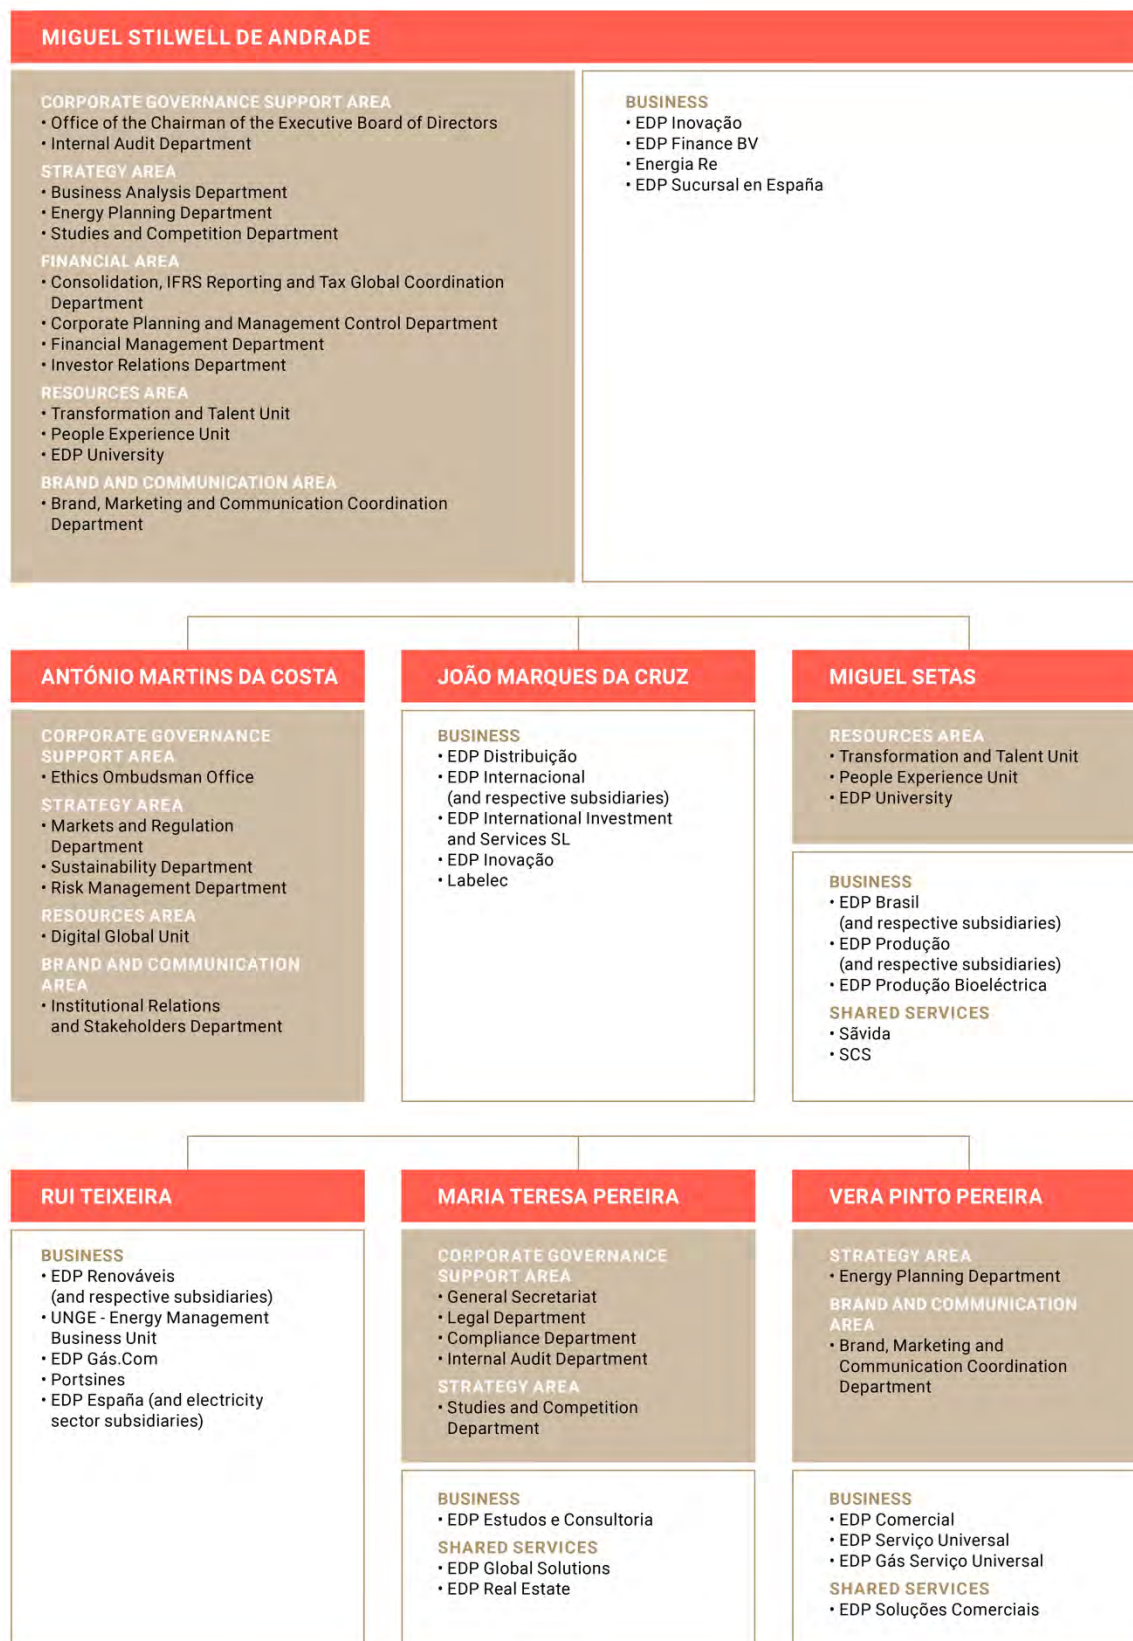 MIGUEL STILWELL DE ANDRADE
CORPORATE GOVERNANCE SUPPORT AREA
• Office of the Chairman of the Executive Board of Directors
• Internal Audit Department
STRATEGY AREA
• Business Analysis Department
• Energy Planning Department
• Studies and Competition Department
FINANCIAL AREA
• Consolidation, IFRS Reporting and Tax Global Coordination
Department
• Corporate Planning and Management Control Department
• Financial Management Department
• Investor Relations Department
RESOURCES AREA
• Transformation and Talent Unit
• People Experience Unit
• EDP University
BRAND AND COMMUNICATION AREA
• Brand, Marketing and Communication Coordination
Department
BUSINESS
• EDP Inovação
• EDP Finance BV
• Energia Re
• EDP Sucursal en España
ANTÓNIO MARTINS DA COSTA
CORPORATE GOVERNANCE
SUPPORT AREA
• Ethics Ombudsman Office
STRATEGY AREA
• Markets and Regulation
Department
• Sustainability Department
• Risk Management Department
RESOURCES AREA
• Digital Global Unit
BRAND AND COMMUNICATION
AREA
• Institutional Relations
and Stakeholders Department
JOÃO MARQUES DA CRUZ
BUSINESS
• EDP Distribuição
• EDP Internacional
(and respective subsidiaries)
• EDP International Investment
and Services SL
• EDP Inovação
• Labelec
MIGUEL SETAS
RESOURCES AREA
• Transformation and Talent Unit
• People Experience Unit
• EDP University
BUSINESS
• EDP Brasil
(and respective subsidiaries)
• EDP Produção
(and respective subsidiaries)
• EDP Produção Bioeléctrica
SHARED SERVICES
• Sãvida
• SCS
RUI TEIXEIRA
BUSINESS
• EDP Renováveis
(and respective subsidiaries)
• UNGE - Energy Management
Business Unit
• EDP Gás.Com
• Portsines
• EDP España (and electricity
sector subsidiaries)
MARIA TERESA PEREIRA
CORPORATE GOVERNANCE
SUPPORT AREA
• General Secretariat
• Legal Department
• Compliance Department
• Internal Audit Department
STRATEGY AREA
• Studies and Competition
Department
BUSINESS
• EDP Estudos e Consultoria
SHARED SERVICES
• EDP Global Solutions
• EDP Real Estate
VERA PINTO PEREIRA
STRATEGY AREA
• Energy Planning Department
BRAND AND COMMUNICATION
AREA
• Brand, Marketing and
Communication Coordination
Department
BUSINESS
• EDP Comercial
• EDP Serviço Universal
• EDP Gás Serviço Universal
SHARED SERVICES
• EDP Soluções Comerciais